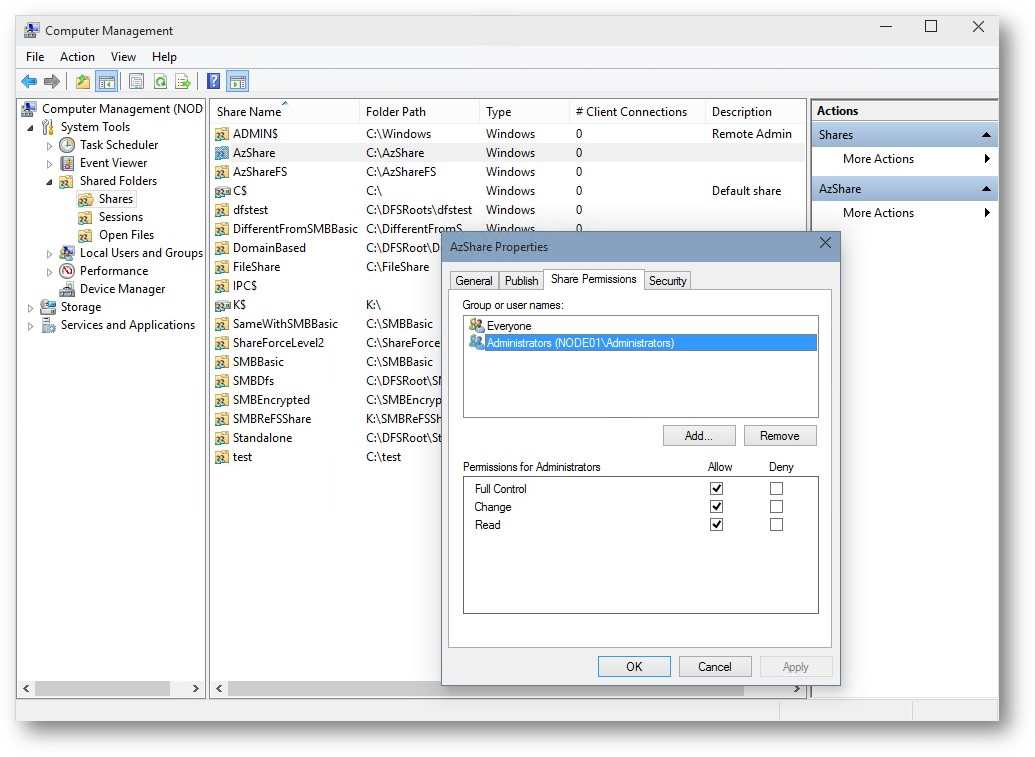 Computer Management
File Action View Help
Computer Management (NOD
System Tools
Task Scheduler
Event Viewer
Shared Folders
Shares
Sessions
Open Files
Local Users and Groups
Performance
Device Manager
Storage
Services and Applications
Share Name Folder Path Type # Client Connections Description
ADMIN$ C:\Windows Windows 0 Remote Admin
AzShare C:\AzShare Windows 0
AzShareFS C:\AzShareFS Windows 0
C$ C:\ Windows 0 Default share
dfstest C:\DFSRoots\dfstest Windows 0
DifferentFromSMBBasic C:\DifferentFromS... Windows 0
DomainBased C:\DFSRoot\D
FileShare C:\FileShare
IPC$
K$ K:\
SameWithSMBBasic C:\SMBBasic
ShareForceLevel2 C:\ShareForce
SMBBasic C:\SMBBasic
SMBDfs C:\DFSRoot\SM
SMBEncrypted C:\SMBEncryp
SMBReFSShare K:\SMBReFSSh
Standalone C:\DFSRoot\St
test C:\test
Actions
Shares
More Actions
AzShare
More Actions
AzShare Properties
General Publish Share Permissions Security
Group or user names:
Everyone
Administrators (NODE01\Administrators)
Add... Remove
Permissions for Administrators Allow Deny
Full Control
Change
Read
OK Cancel Apply